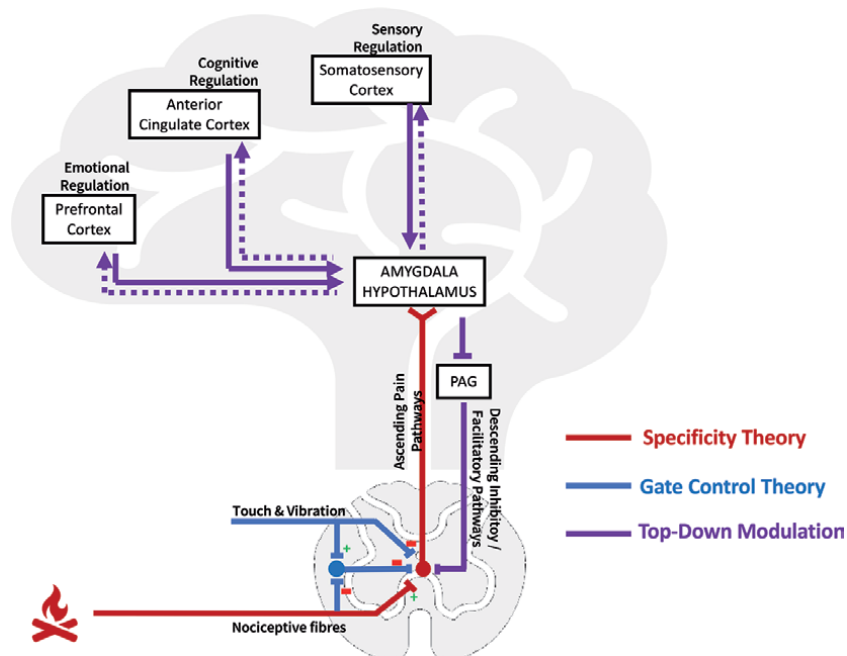 Sensory
Regulation
Somatosensory
Cortex
Cognitive
Regulation
Anterior
Cingulate Cortex
Emotional
Regulation
Prefrontal
Cortex
AMYGDALA
HYPOTHALAMUS
PAG
Ascending Pain
Pathways
Descending Inhibitoy /
Facilitatory Pathways
Specificity Theory
Gate Control Theory
Top-Down Modulation
Touch & Vibration
+
-
-
-
+
Nociceptive fibres